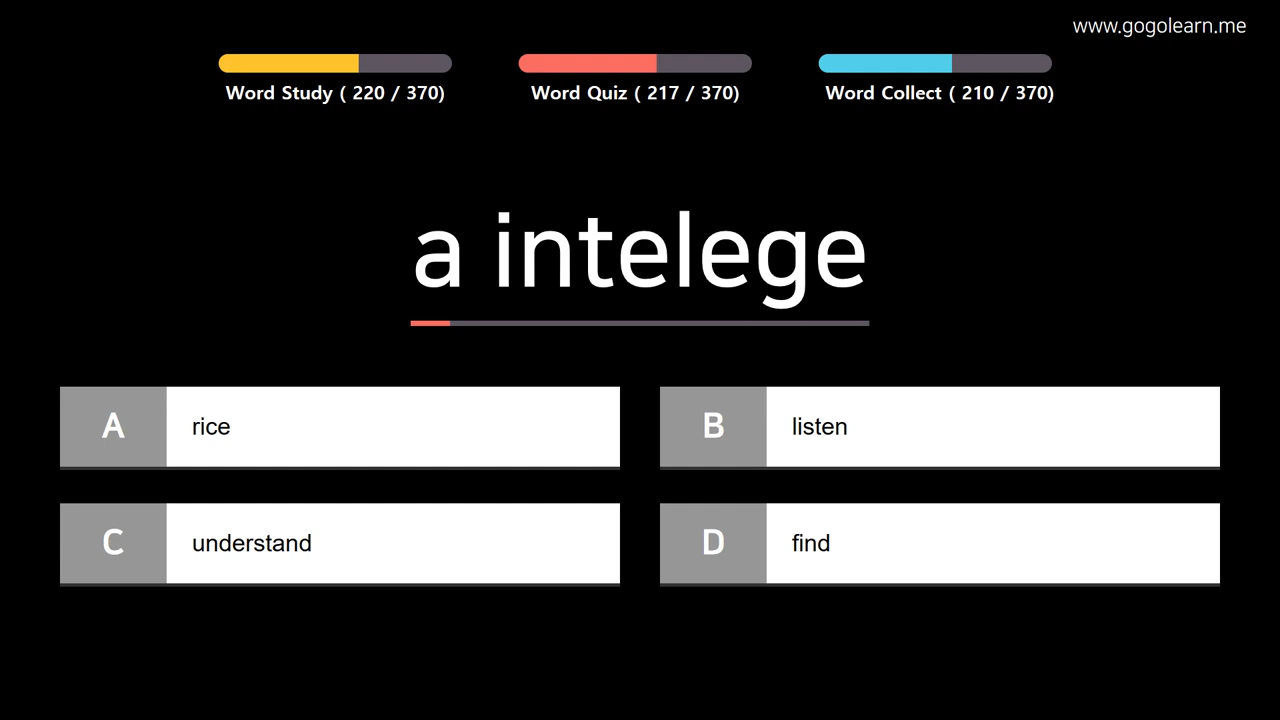 www.gogolearn.me
Word Study ( 220 / 370)
Word Quiz ( 217 / 370)
Word Collect ( 210 / 370)
a intelege
A rice
B listen
C understand
D find